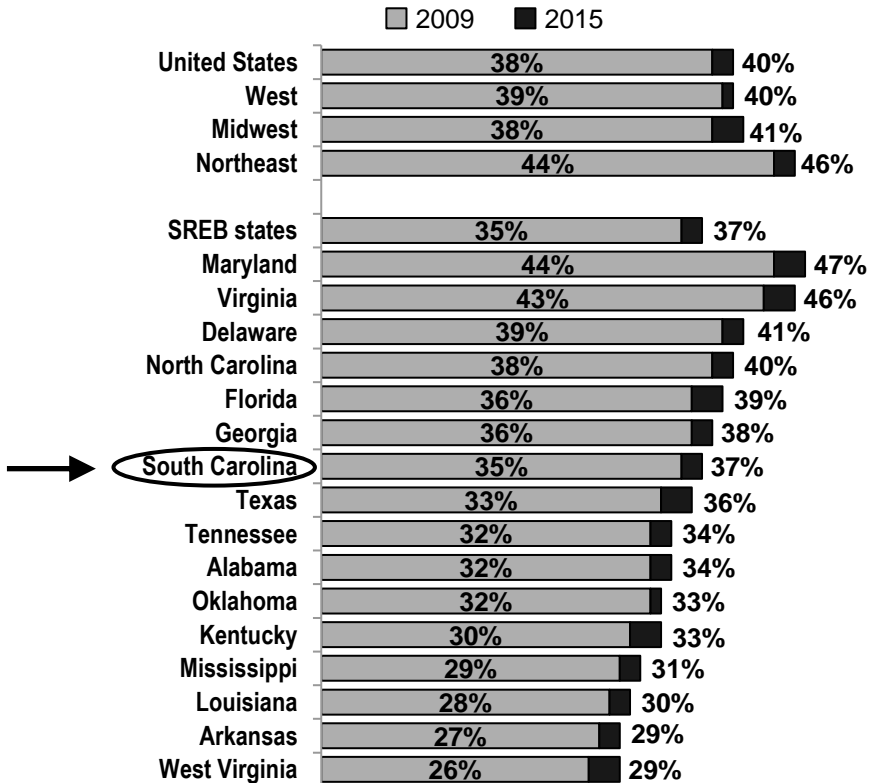 2009 2015
United States 38% 40%
West 39% 40%
Midwest 38% 41%
Northeast 44% 46%
SREB states 35% 37%
Maryland 44% 47%
Virginia 43% 46%
Delaware 39% 41%
North Carolina 38% 40%
Florida 36% 39%
Georgia 36% 38%
South Carolina 35% 37%
Texas 33% 36%
Tennessee 32% 34%
Alabama 32% 34%
Oklahoma 32% 33%
Kentucky 30% 33%
Mississippi 29% 31%
Louisiana 28% 30%
Arkansas 27% 29%
West Virginia 26% 29%